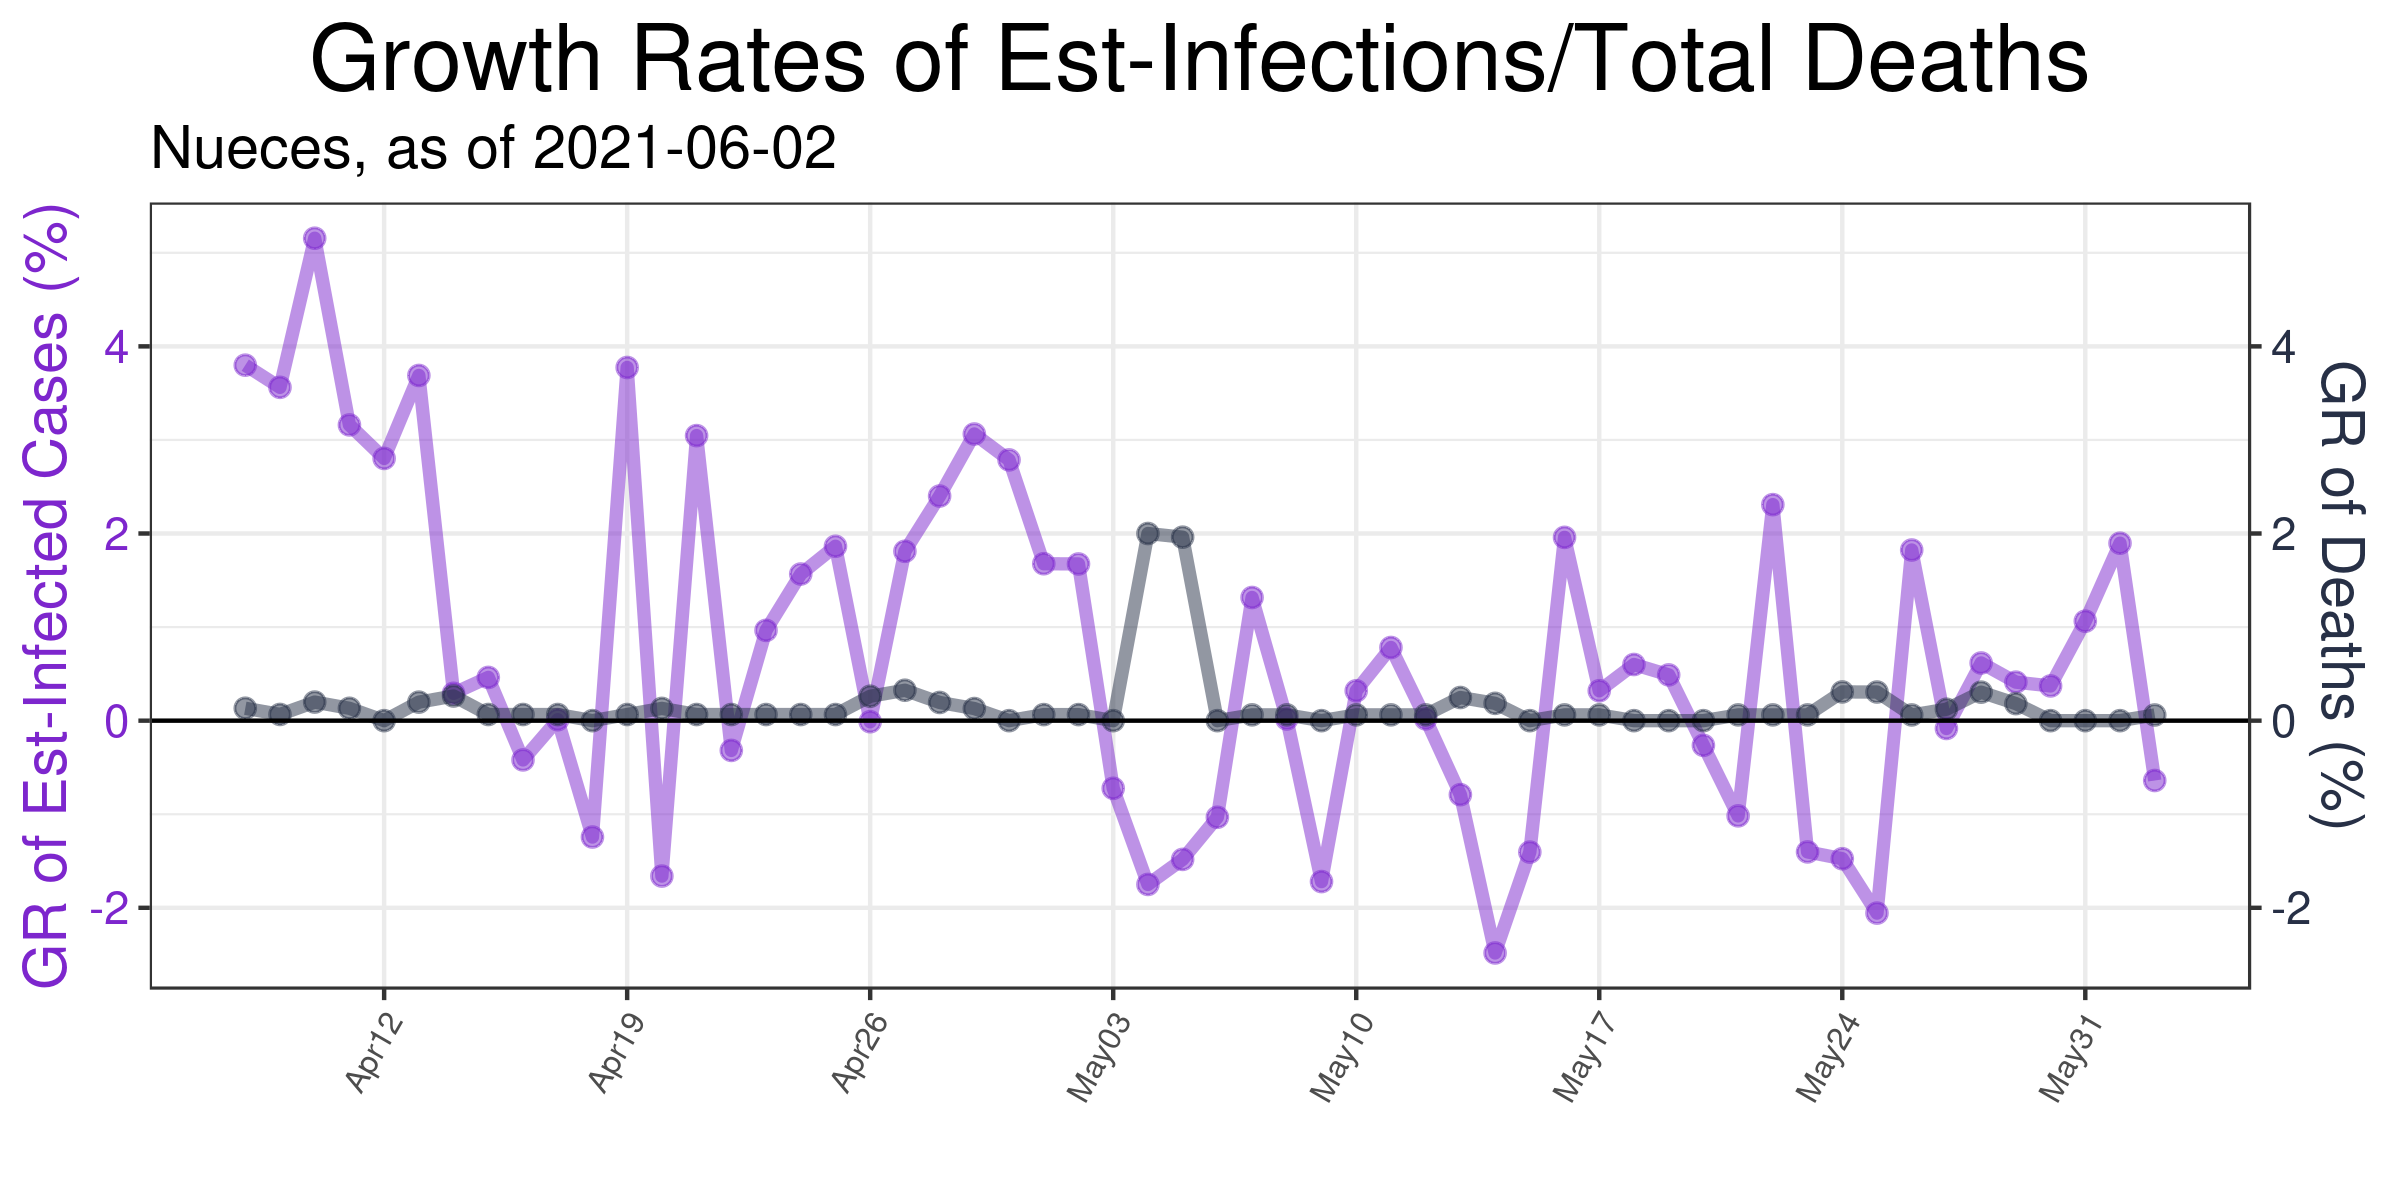 Growth Rates of Est-Infections/Total Deaths
Nueces, as of 2021-06-02
GR of Est-Infected Cases (%)
4
2
0
-2
4
2
0
-2
GR of Deaths (%)
Apr12
Apr19
Apr26
May03
May10
May17
May24
May31